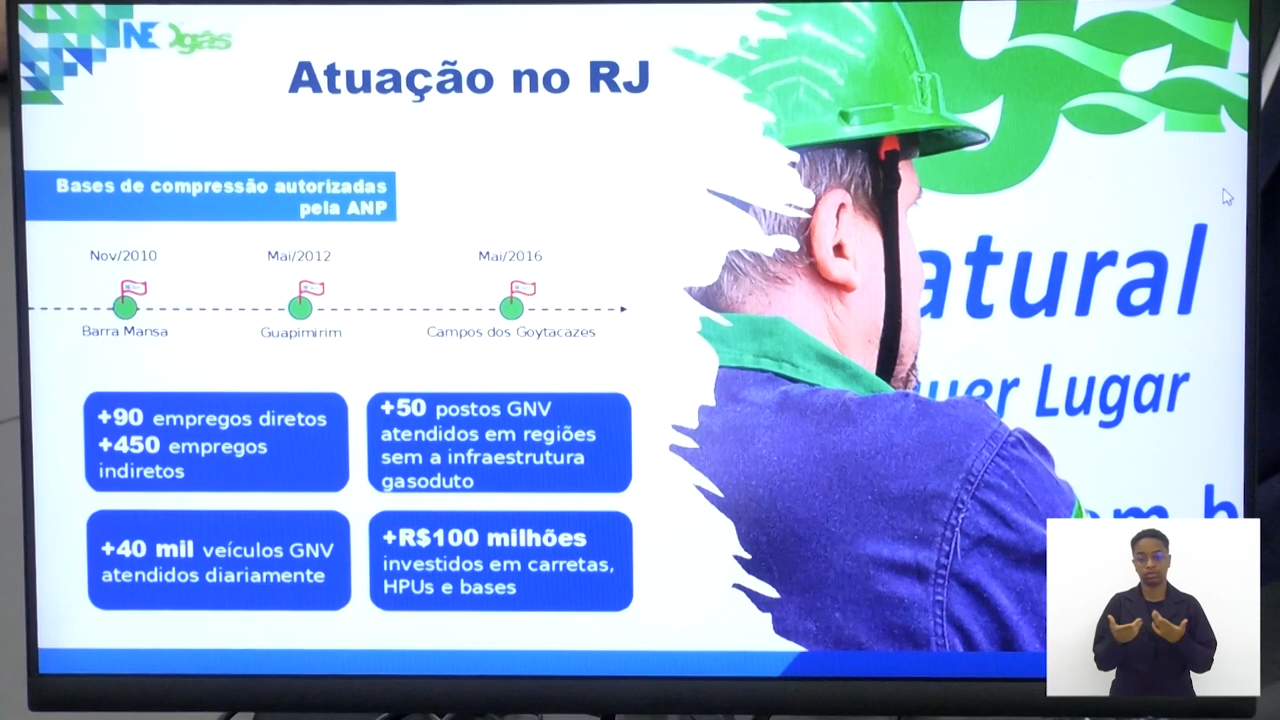 NEOgás
Atuação no RJ
Bases de compressão autorizadas
pela ANP
Nov/2010
Mai/2012
Mai/2016
Barra Mansa
Guapimirim
Campos dos Goytacazes
+90 empregos diretos
+450 empregos
indiretos
+50 postos GNV
atendidos em regiões
sem a infraestrutura
gasoduto
+40 mil veículos GNV
atendidos diariamente
+R$100 milhões
investidos em carretas,
HPUs e bases
atural
uer Lugar